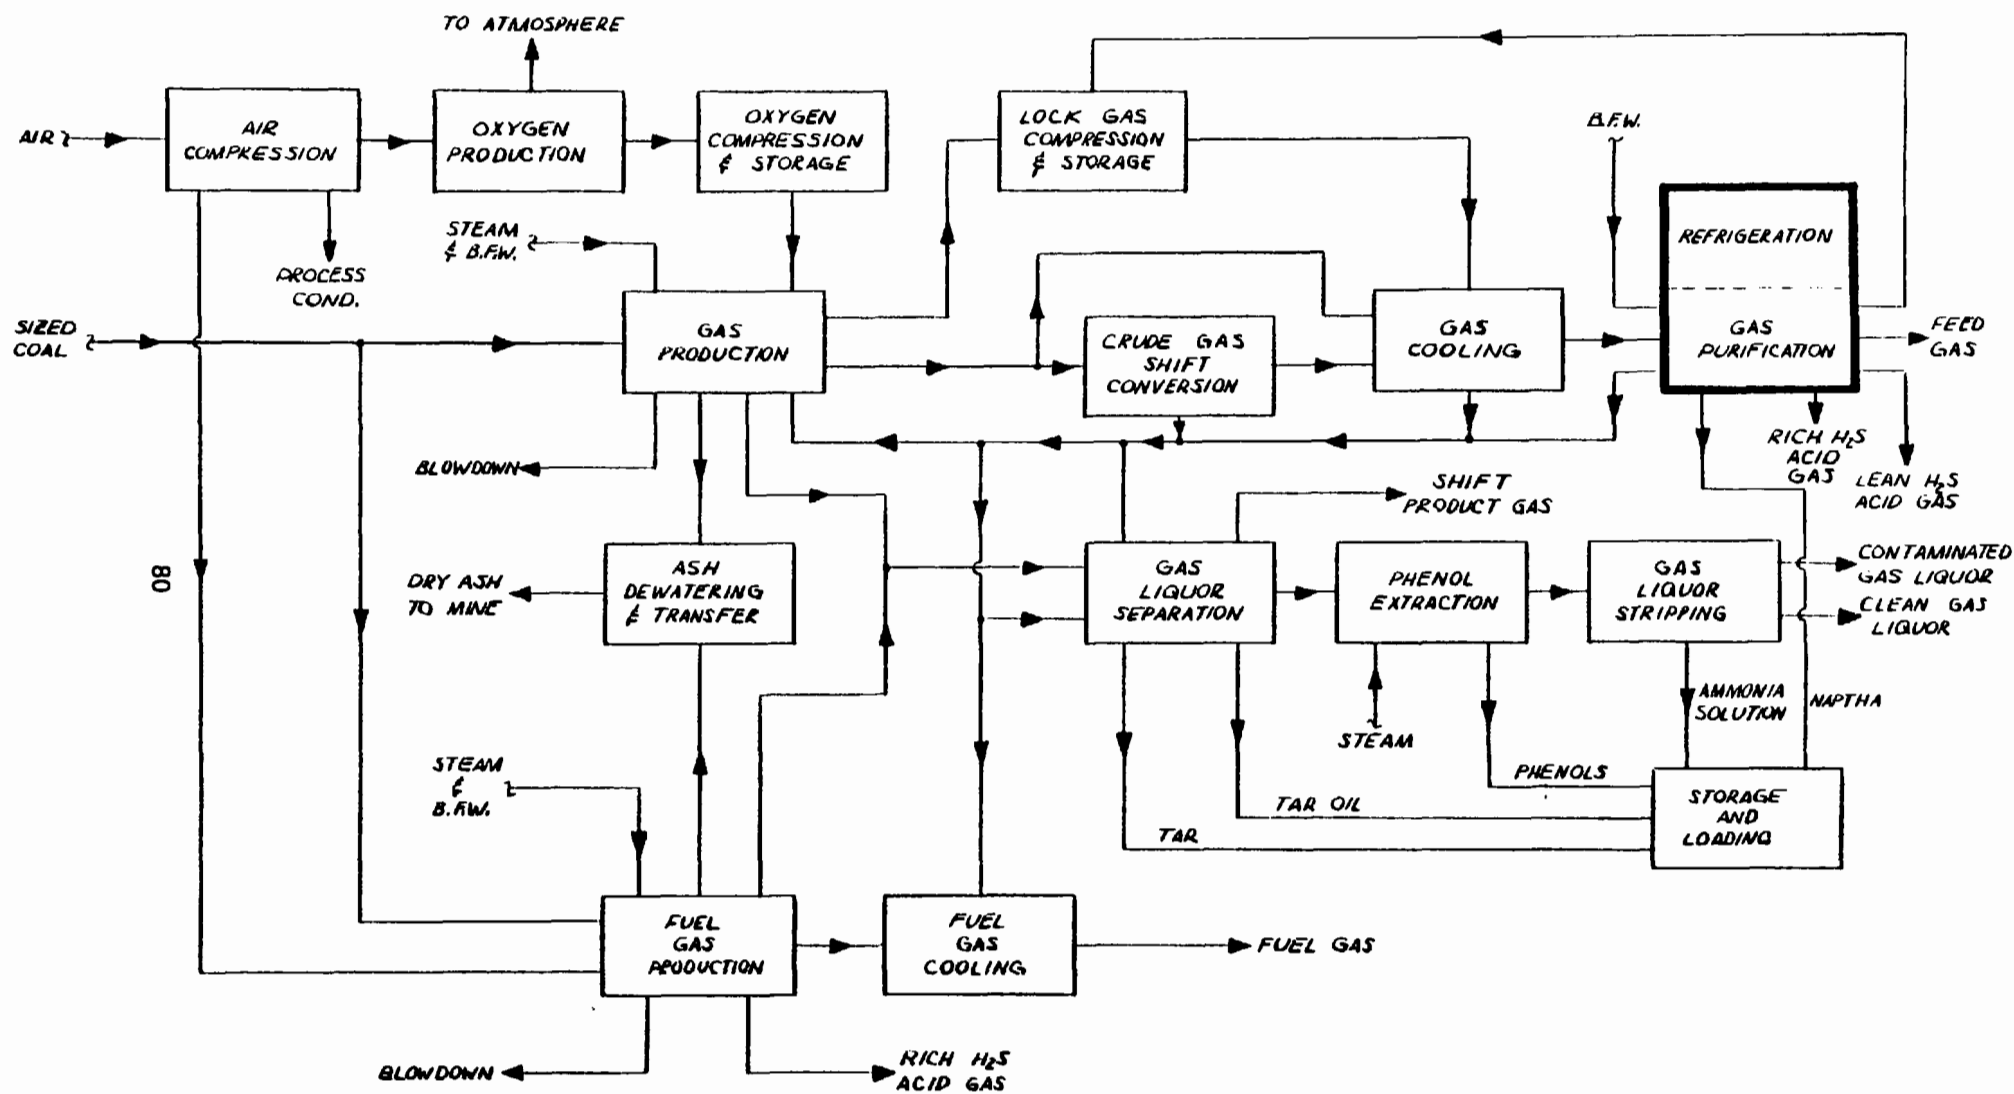 TO ATMOSPHERE
AIR
AIR
COMPRESSION
OXYGEN
PRODUCTION
OXYGEN
COMPRESSION
& STORAGE
LOCK GAS
COMPRESSION
& STORAGE
B.F.W.
PROCESS
COND.
STEAM
& B.F.W.
REFRIGERATION
SIZED
COAL
GAS
PRODUCTION
CRUDE GAS
SHIFT
CONVERSION
GAS
COOLING
GAS
PURIFICATION
FEED
GAS
RICH H2S
ACID
GAS
LEAN H2S
ACID GAS
BLOWDOWN
SHIFT
PRODUCT GAS
80
DRY ASH
TO MINE
ASH
DEWATERING
& TRANSFER
GAS
LIQUOR
SEPARATION
PHENOL
EXTRACTION
GAS
LIQUOR
STRIPPING
CONTAMINATED
GAS LIQUOR
CLEAN GAS
LIQUOR
AMMONIA
SOLUTION
NAPTHA
STEAM
STEAM
&
B.F.W.
PHENOLS
TAR OIL
TAR
STORAGE
AND
LOADING
FUEL
GAS
PRODUCTION
FUEL
GAS
COOLING
FUEL GAS
BLOWDOWN
RICH H2S
ACID GAS